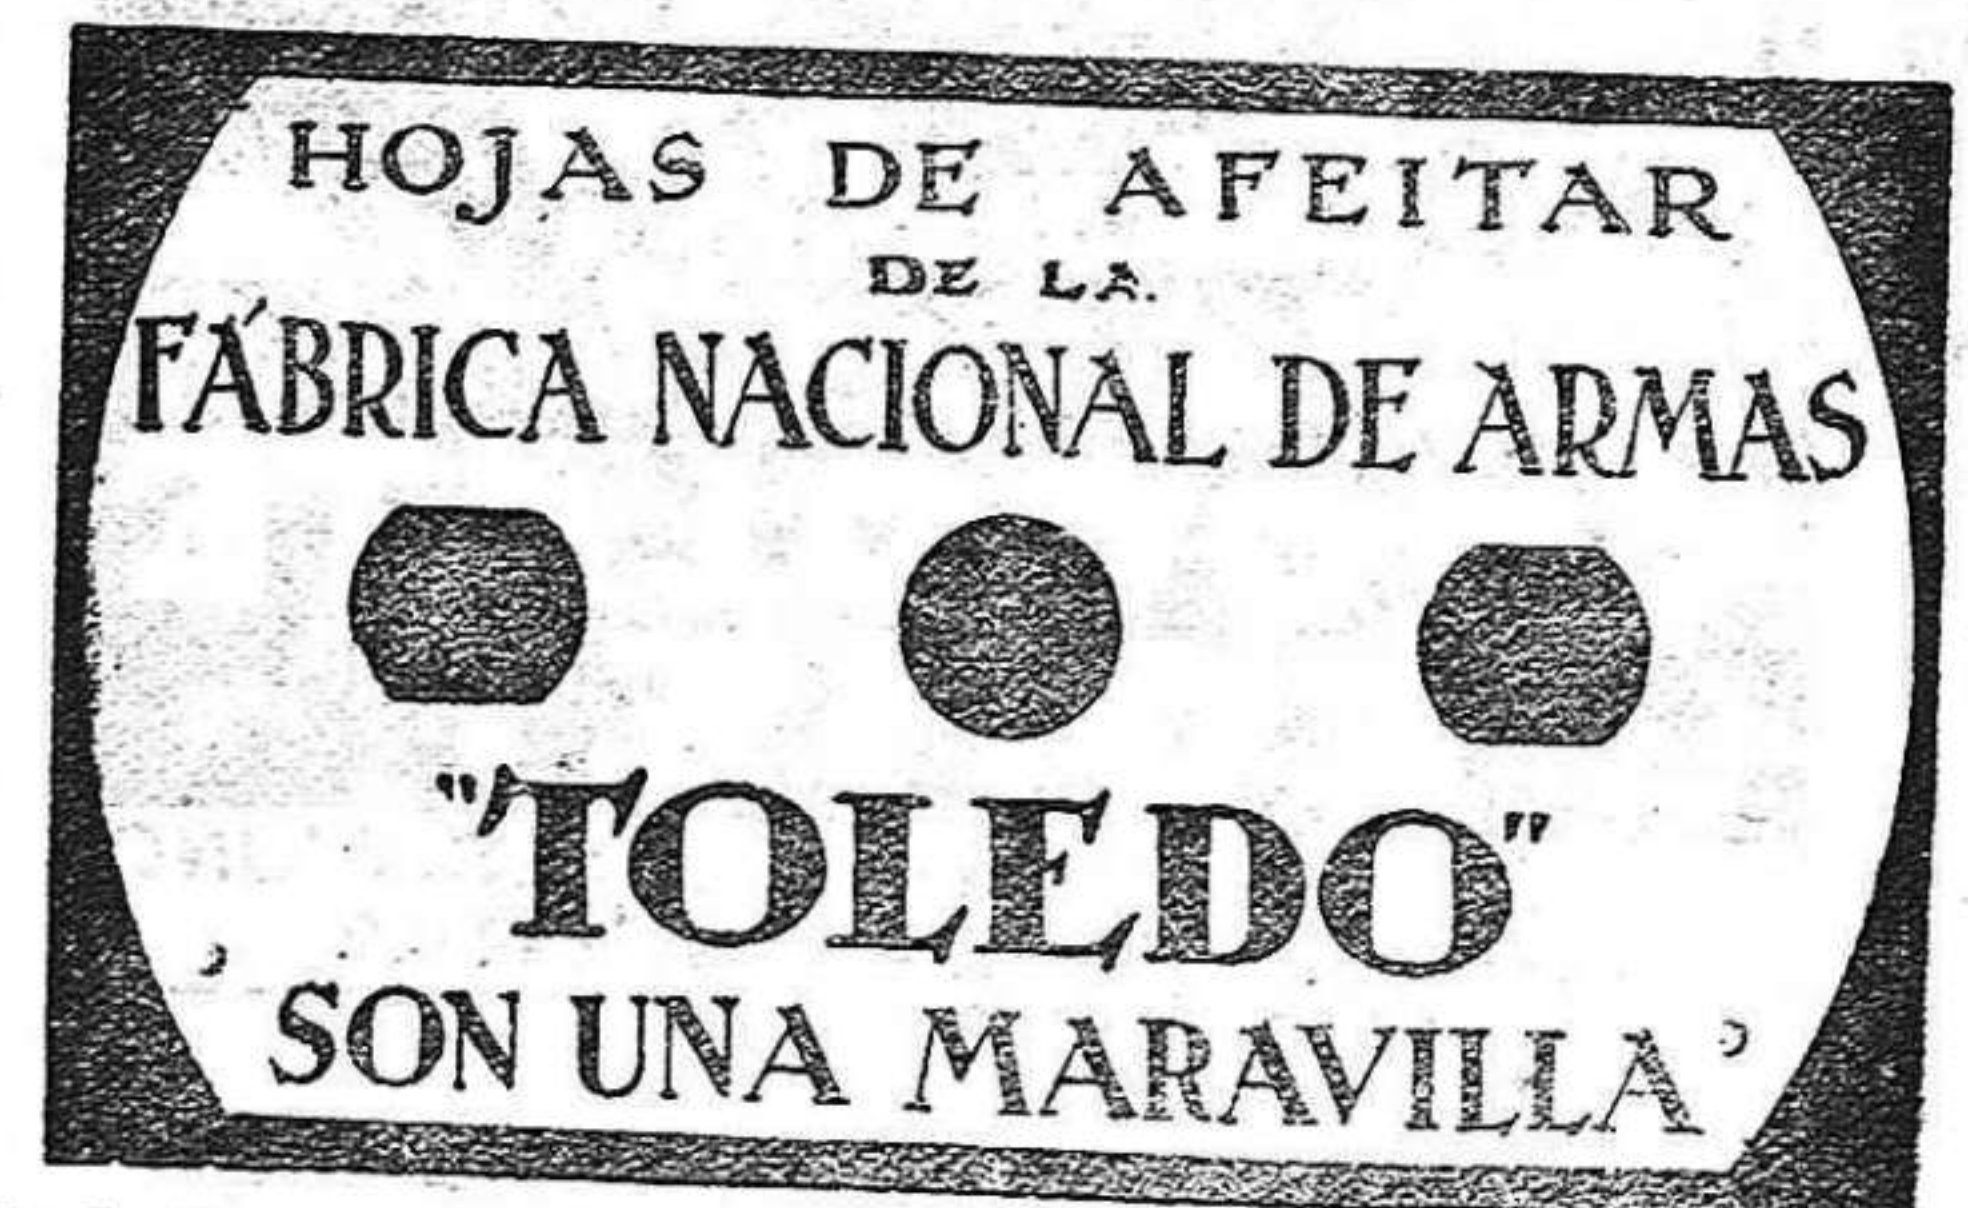 HOJAS DE AFEITAR
DE LA.
FÁBRICA NACIONAL DE ARMAS
"TOLEDO"
SON UNA MARAVILLA